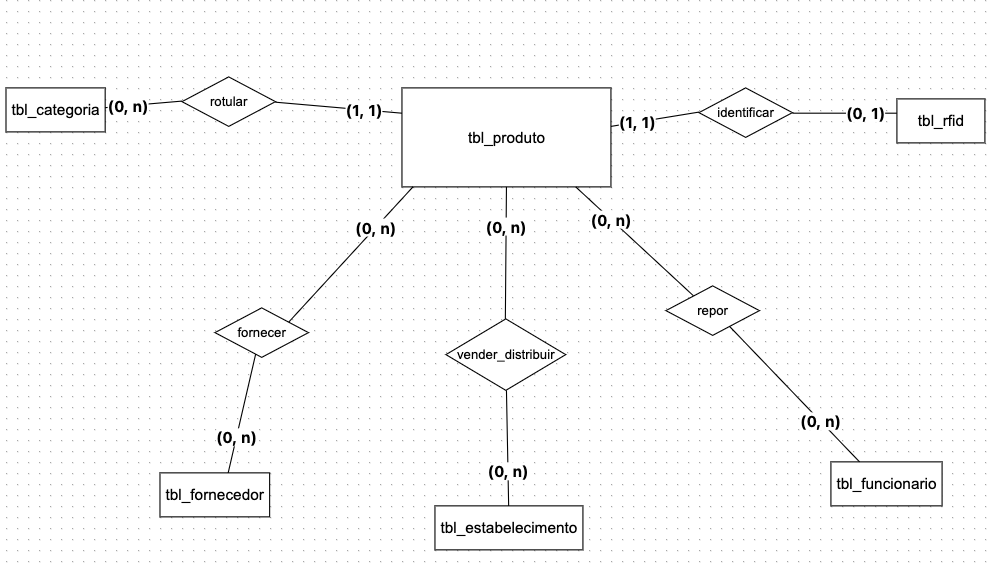 tbl_categoria
(0, n)
rotular
(1, 1)
tbl_produto
(1, 1)
identificar
(0, 1)
tbl_rfid
(0, n)
(0, n)
(0, n)
fornecer
vender_distribuir
repor
(0, n)
(0, n)
(0, n)
tbl_fornecedor
tbl_estabelecimento
tbl_funcionario